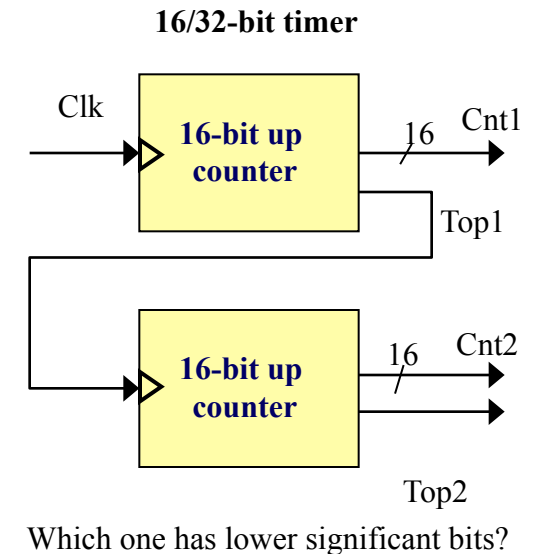 16/32-bit timer
Clk
16-bit up
counter
16
Cnt1
Top1
16-bit up
counter
16
Cnt2
Top2
Which one has lower significant bits?